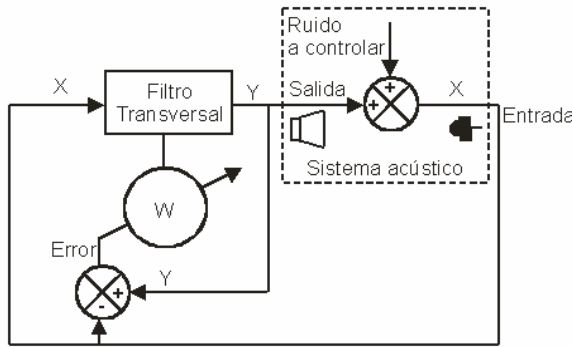 Ruido
a controlar
+
X
Filtro
Transversal
Y
Salida
+
X
Entrada
Sistema acústico
W
Error
Y
+
-